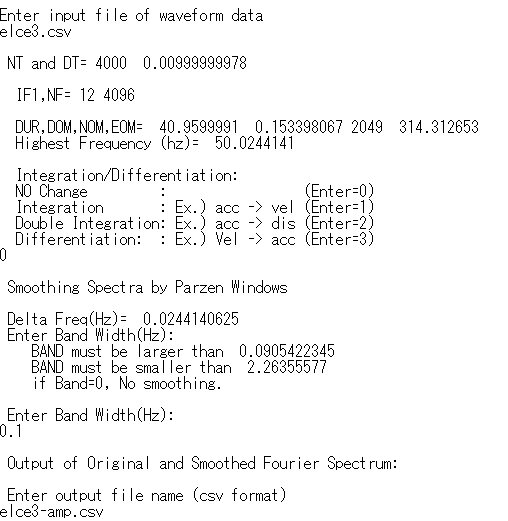 Enter input file of waveform data
elce3.csv
NT and DT= 4000 0.00999999978
IF1,NF= 12 4096
DUR,DOM,NOM,EOM= 40.9599991 0.153398067 2049 314.312653
Highest Frequency (hz)= 50.0244141
Integration/Differentiation:
NO Change : (Enter=0)
Integration : Ex.) acc -> vel (Enter=1)
Double Integration: Ex.) acc -> dis (Enter=2)
Differentiation: : Ex.) Vel -> acc (Enter=3)
0
Smoothing Spectra by Parzen Windows
Delta Freq(Hz)= 0.0244140625
Enter Band Width(Hz):
BAND must be larger than 0.0905422345
BAND must be smaller than 2.26355577
if Band=0, No smoothing.
Enter Band Width(Hz):
0.1
Output of Original and Smoothed Fourier Spectrum:
Enter output file name (csv format)
elce3-amp.csv